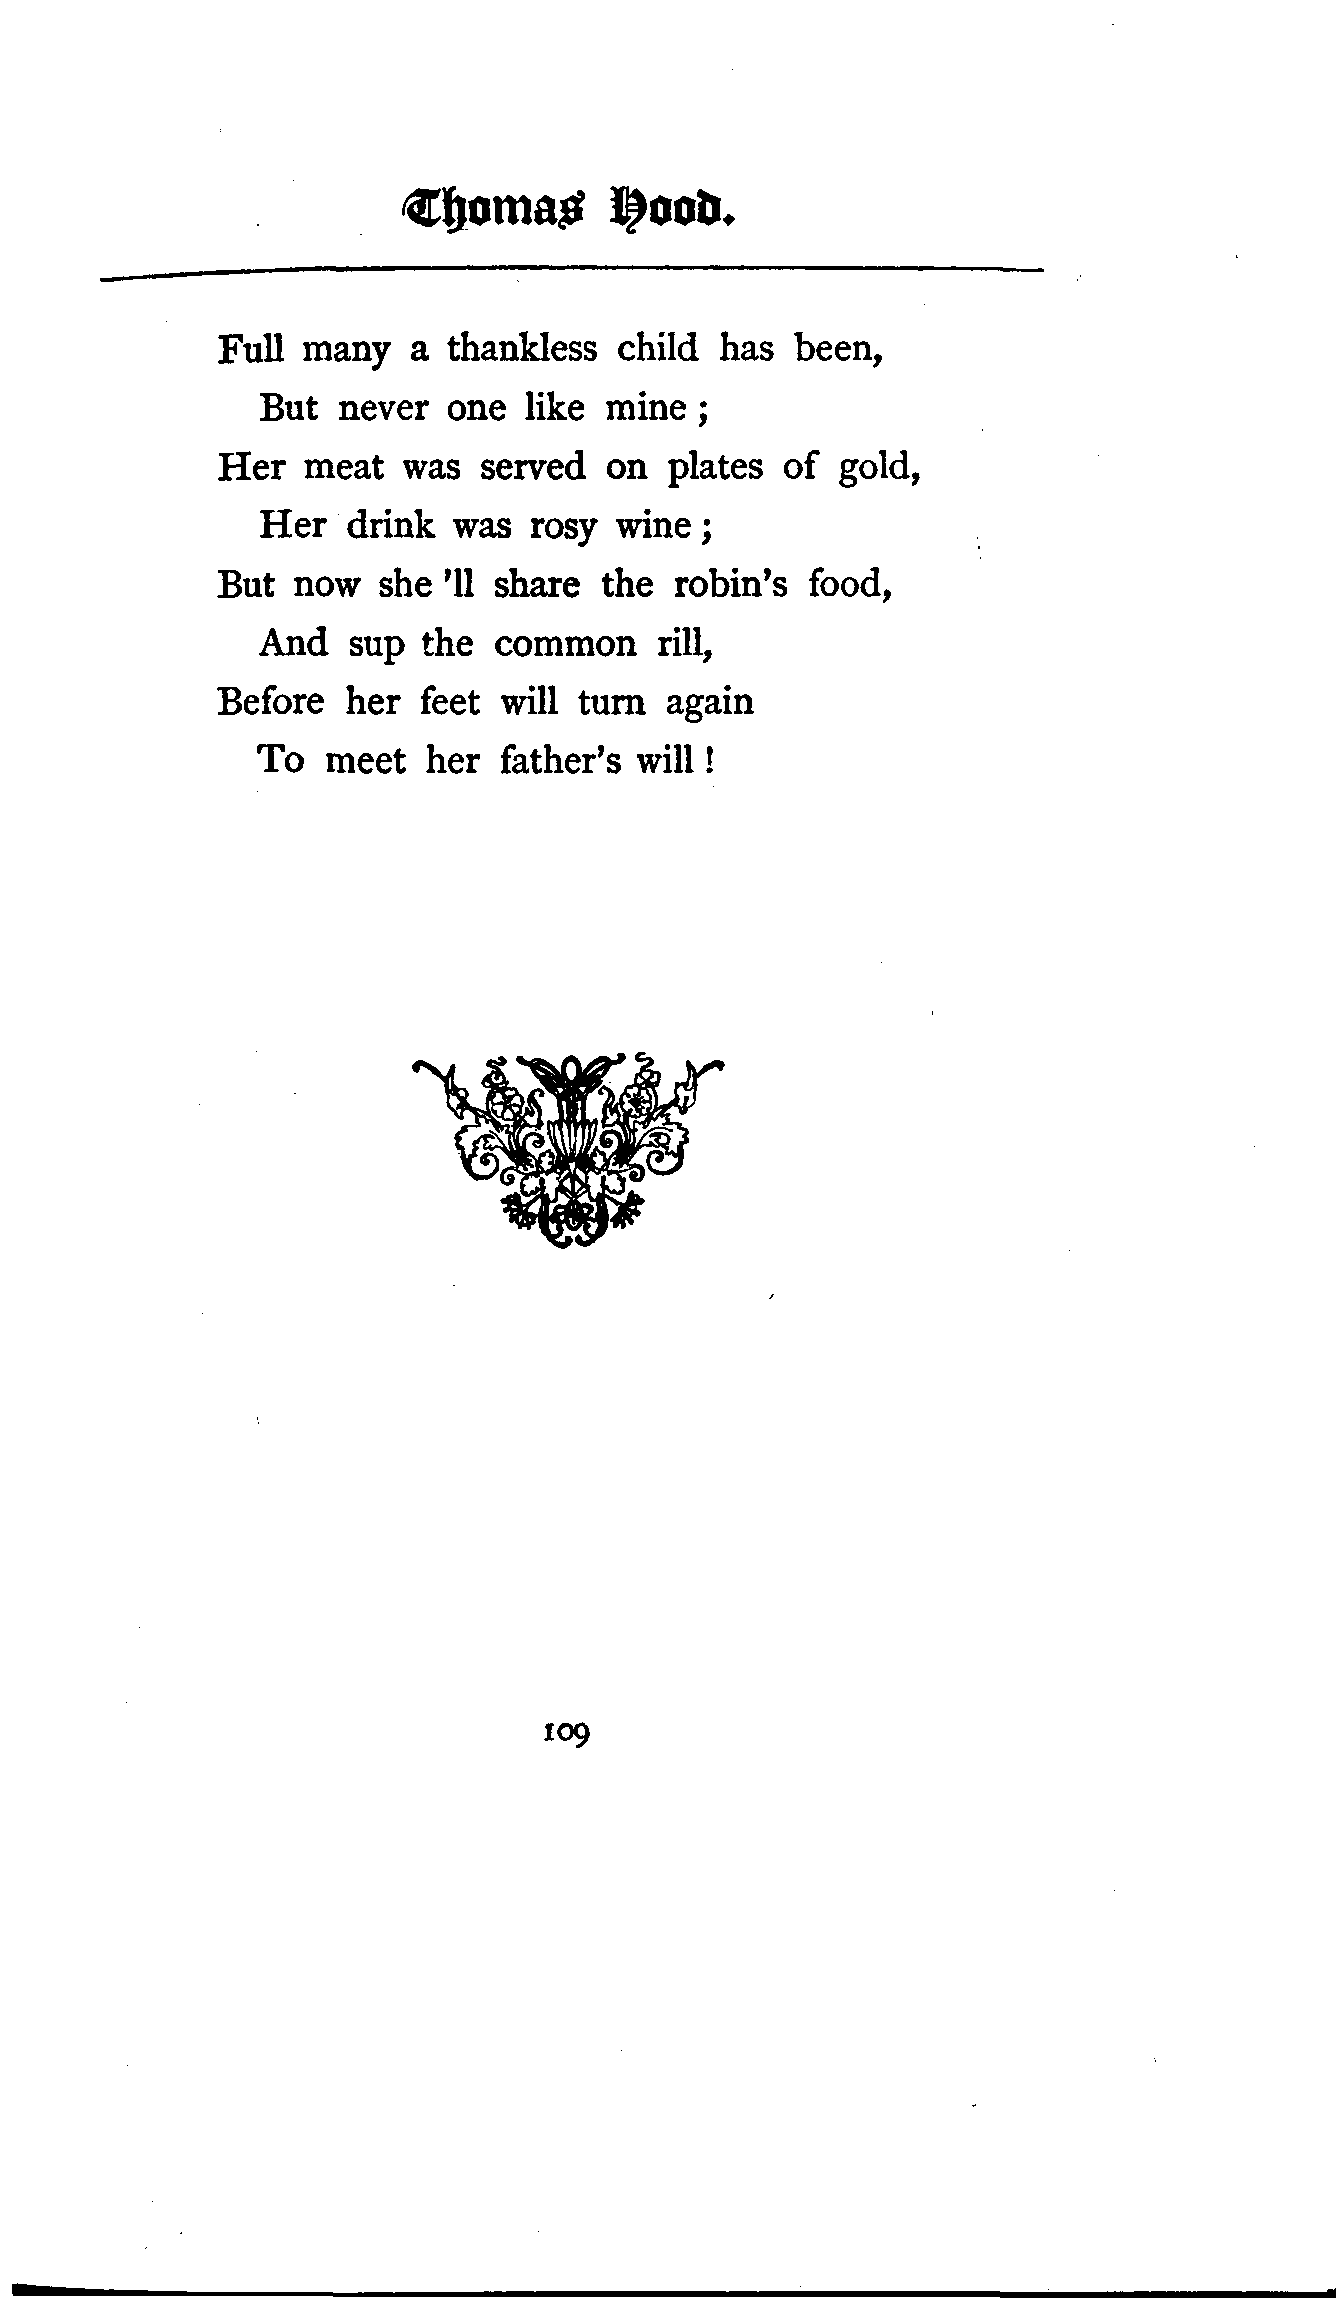 Thomas Hood.
Full many a thankless child has been,
But never one like mine ;
Her meat was served on plates of gold,
Her drink was rosy wine ;
But now she 'll share the robin's food,
And sup the common rill,
Before her feet will turn again
To meet her father's will !
109